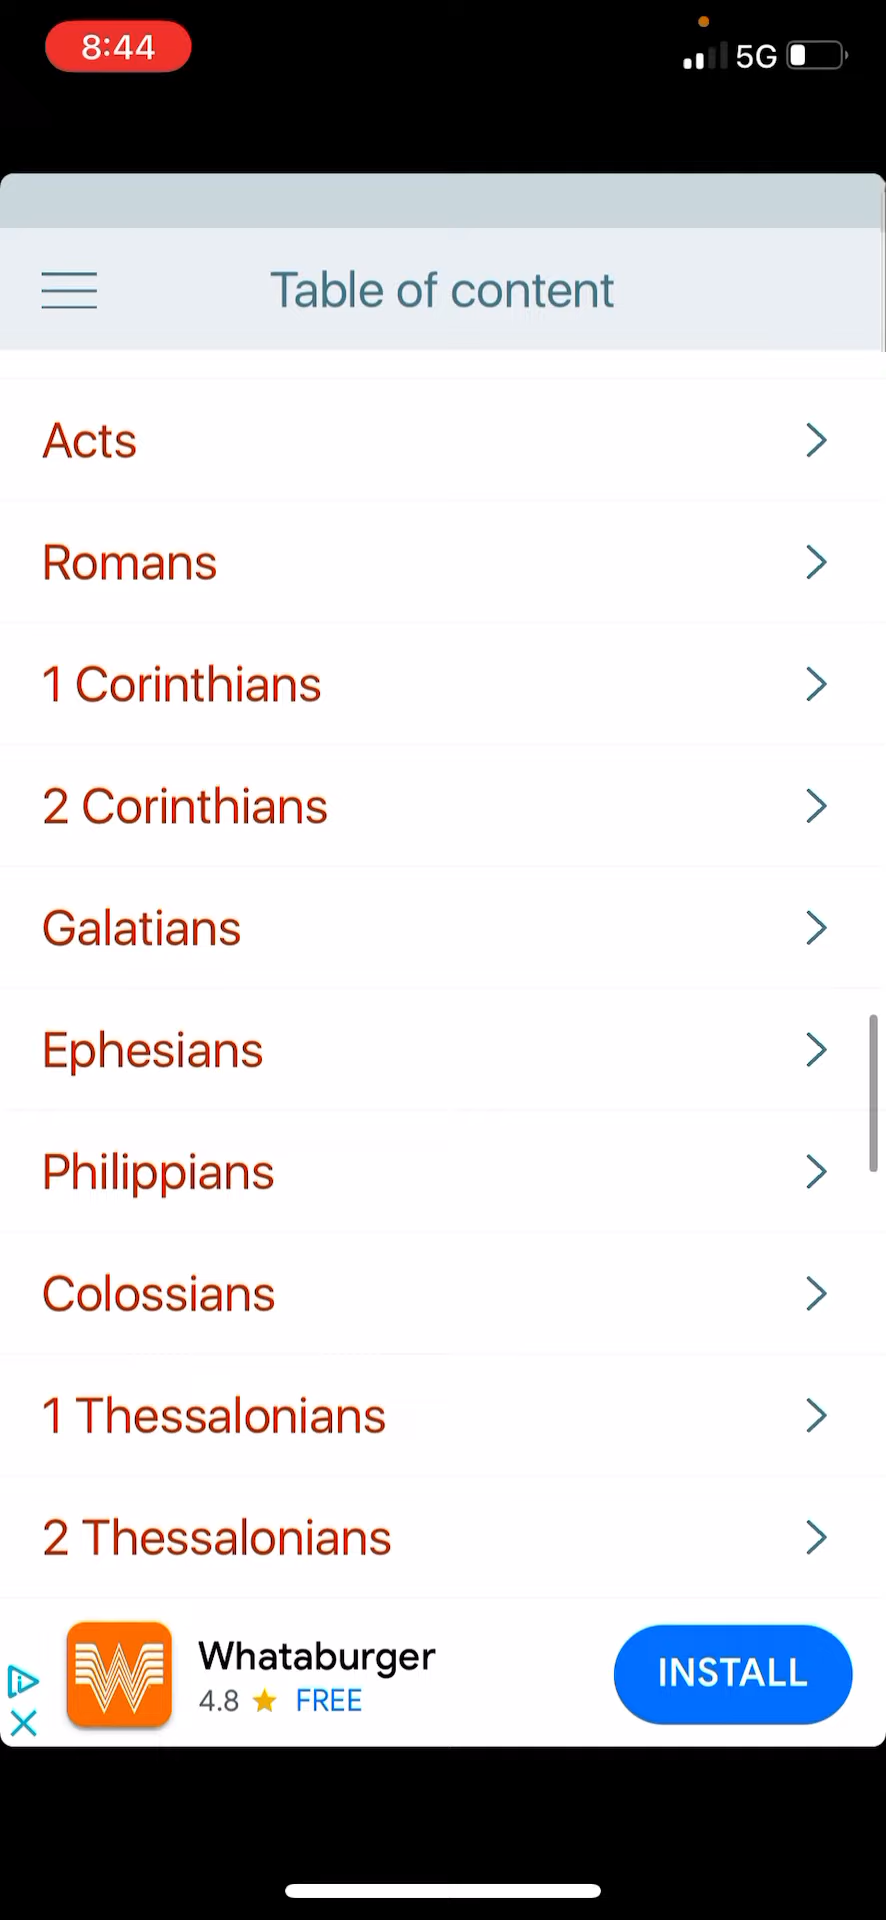 8:44
5G
Table of content
Acts
Romans
1 Corinthians
2 Corinthians
Galatians
Ephesians
Philippians
Colossians
1 Thessalonians
2 Thessalonians
Whataburger
4.8 ★ FREE
INSTALL